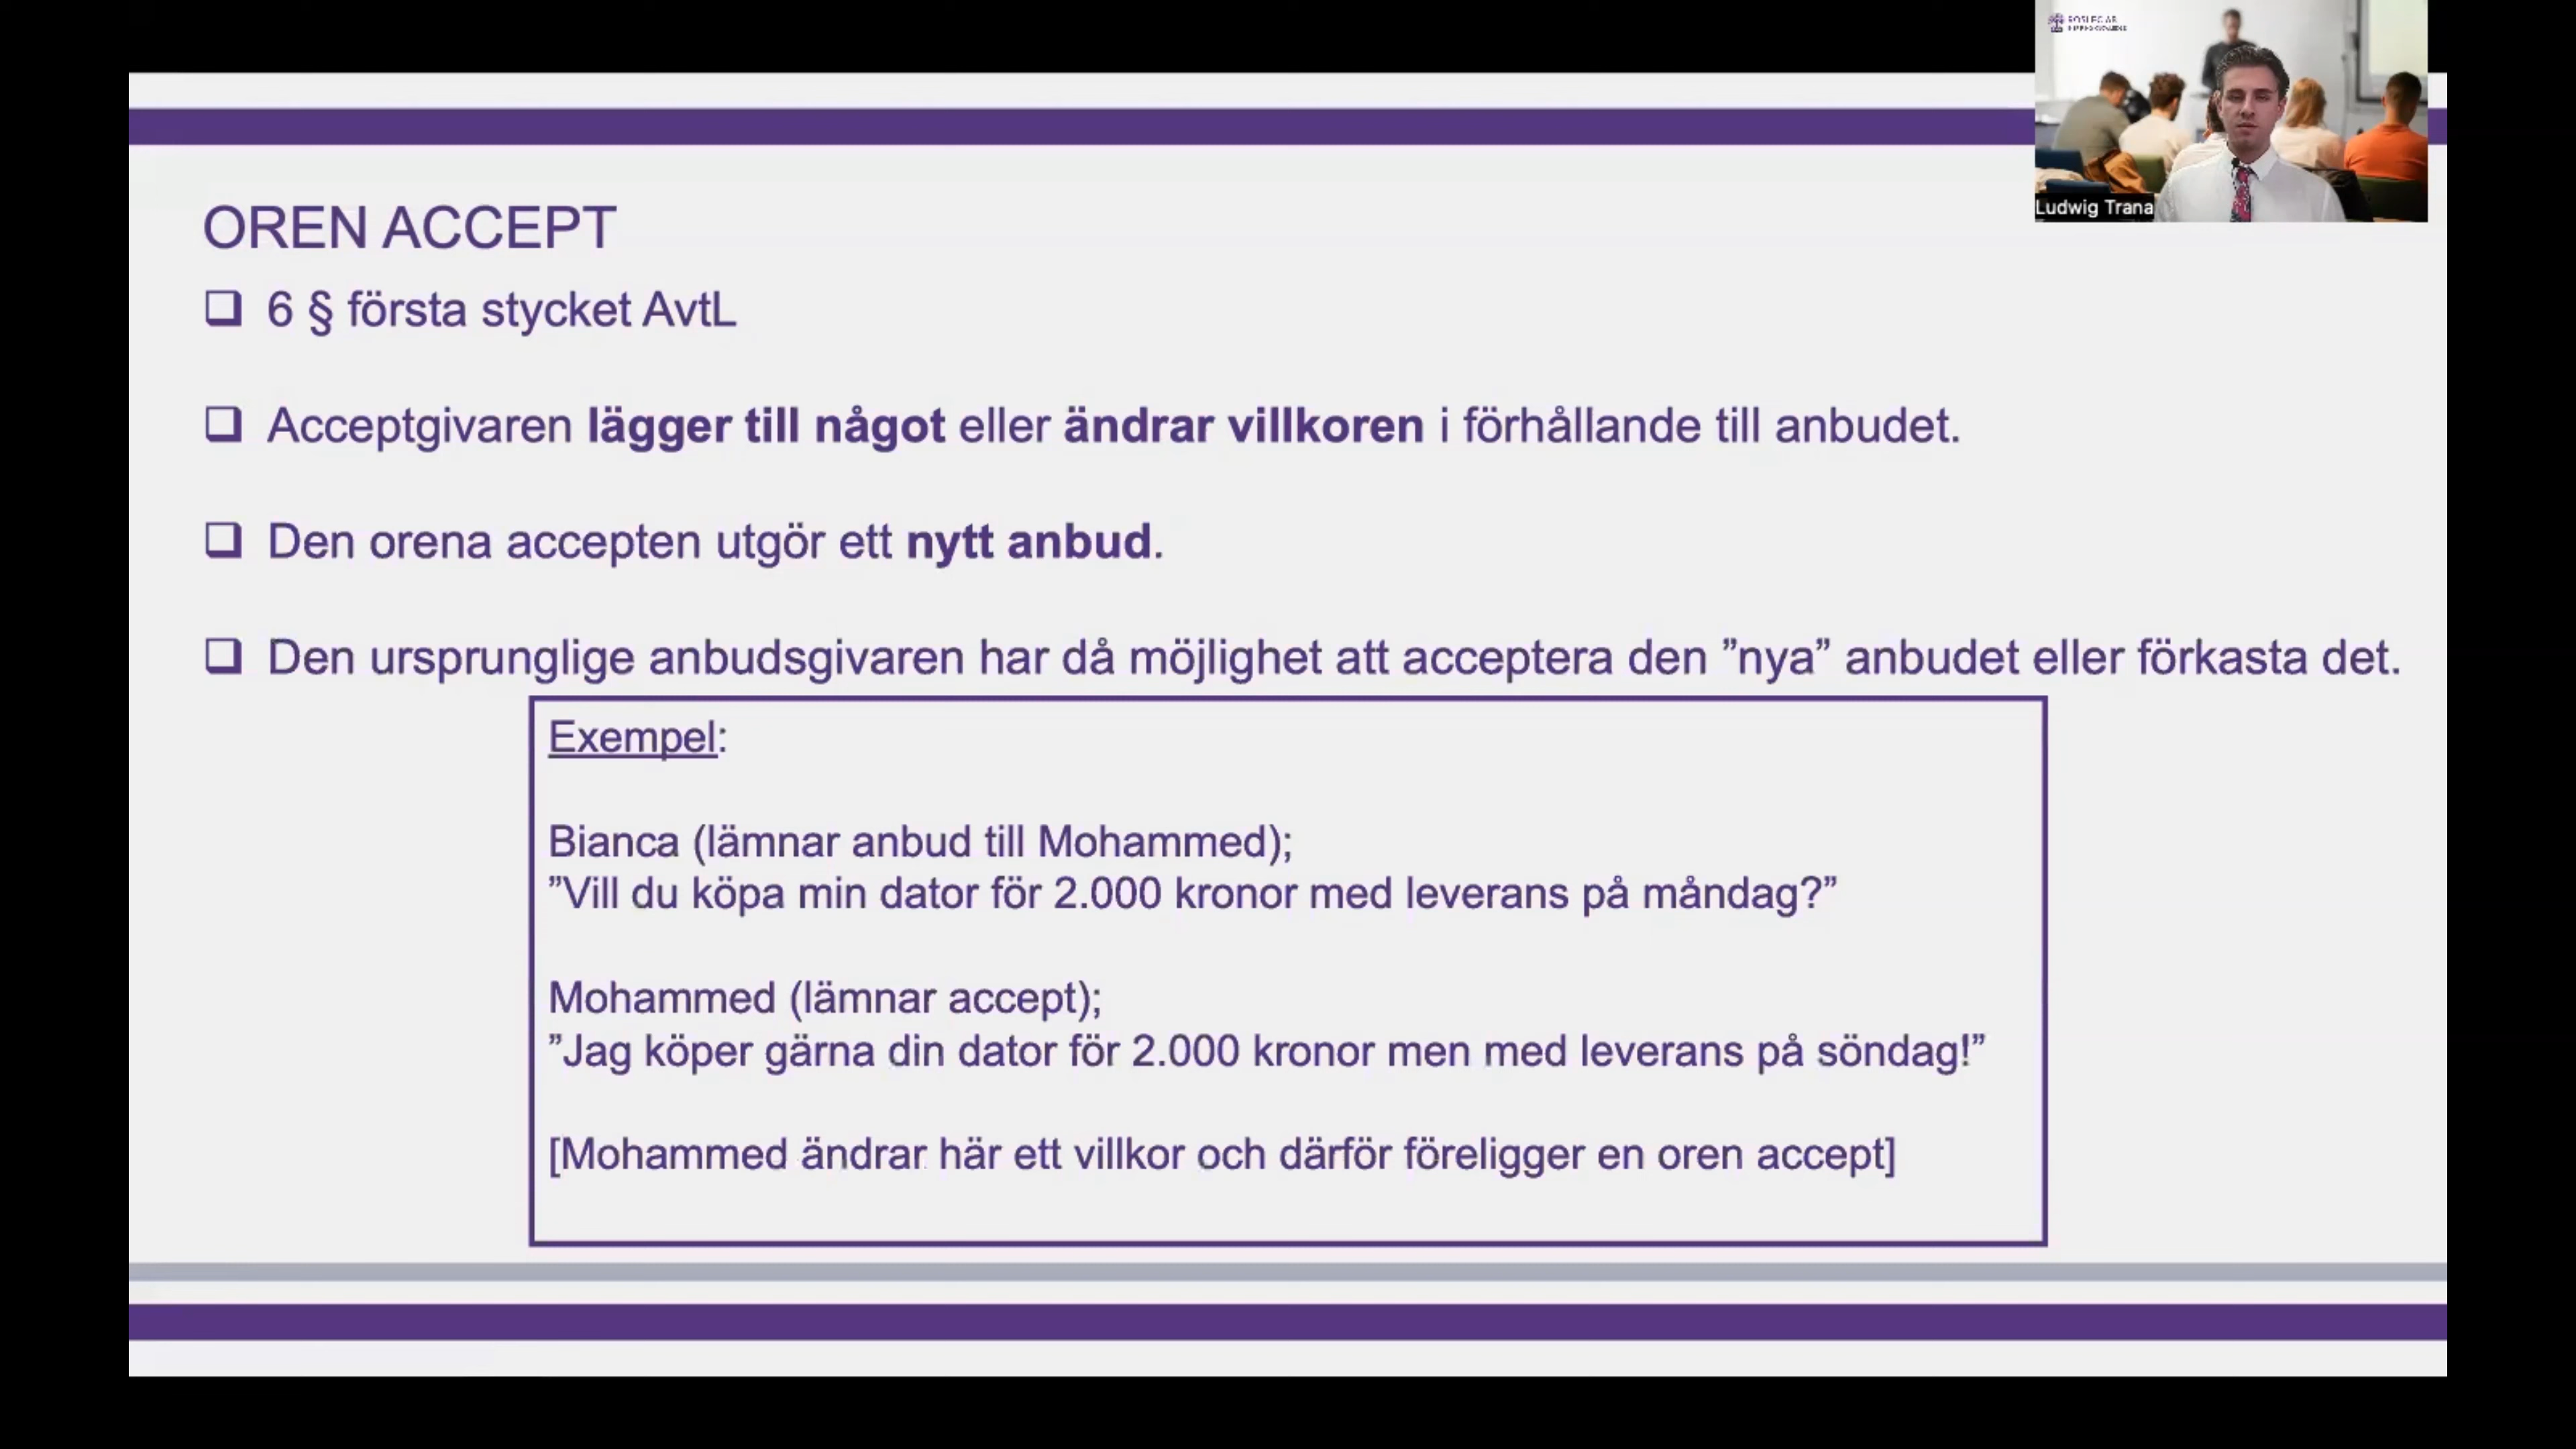 OREN ACCEPT
6 § första stycket AvtL
Acceptgivaren lägger till något eller ändrar villkoren i förhållande till anbudet.
Den orena accepten utgör ett nytt anbud.
Den ursprunglige anbudsgivaren har då möjlighet att acceptera den ”nya” anbudet eller förkasta det.
Exempel:
Bianca (lämnar anbud till Mohammed);
”Vill du köpa min dator för 2.000 kronor med leverans på måndag?”
Mohammed (lämnar accept);
”Jag köper gärna din dator för 2.000 kronor men med leverans på söndag!”
[Mohammed ändrar här ett villkor och därför föreligger en oren accept]
Ludwig Trana